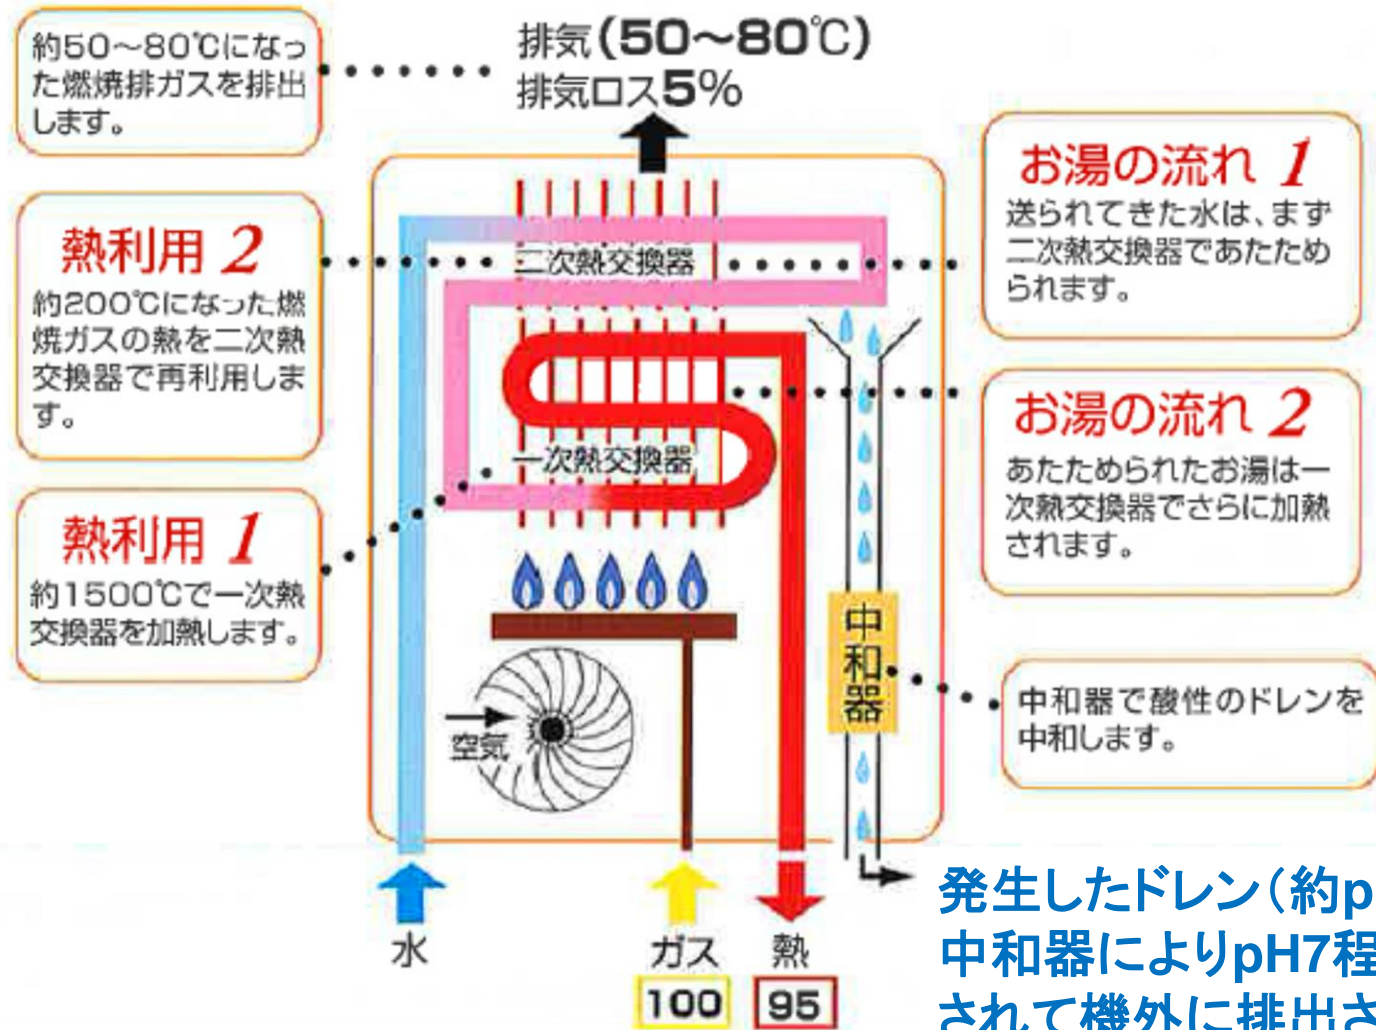 約50～80℃になっ
た燃焼排ガスを排出
します。
排気(50～80℃)
排気ロス5%
熱利用 2
約200℃になった燃
焼ガスの熱を二次熱
交換器で再利用しま
す。
熱利用 1
約1500℃で一次熱
交換器を加熱します。
二次熱交換器
一次熱交換器
空気
中和器
お湯の流れ 1
送られてきた水は、まず
二次熱交換器であたため
られます。
お湯の流れ 2
あたためられたお湯は一
次熱交換器でさらに加熱
されます。
中和器で酸性のドレンを
中和します。
水
ガス
100
熱
95
発生したドレン（約p
中和器によりpH7程
されて機外に排出さ